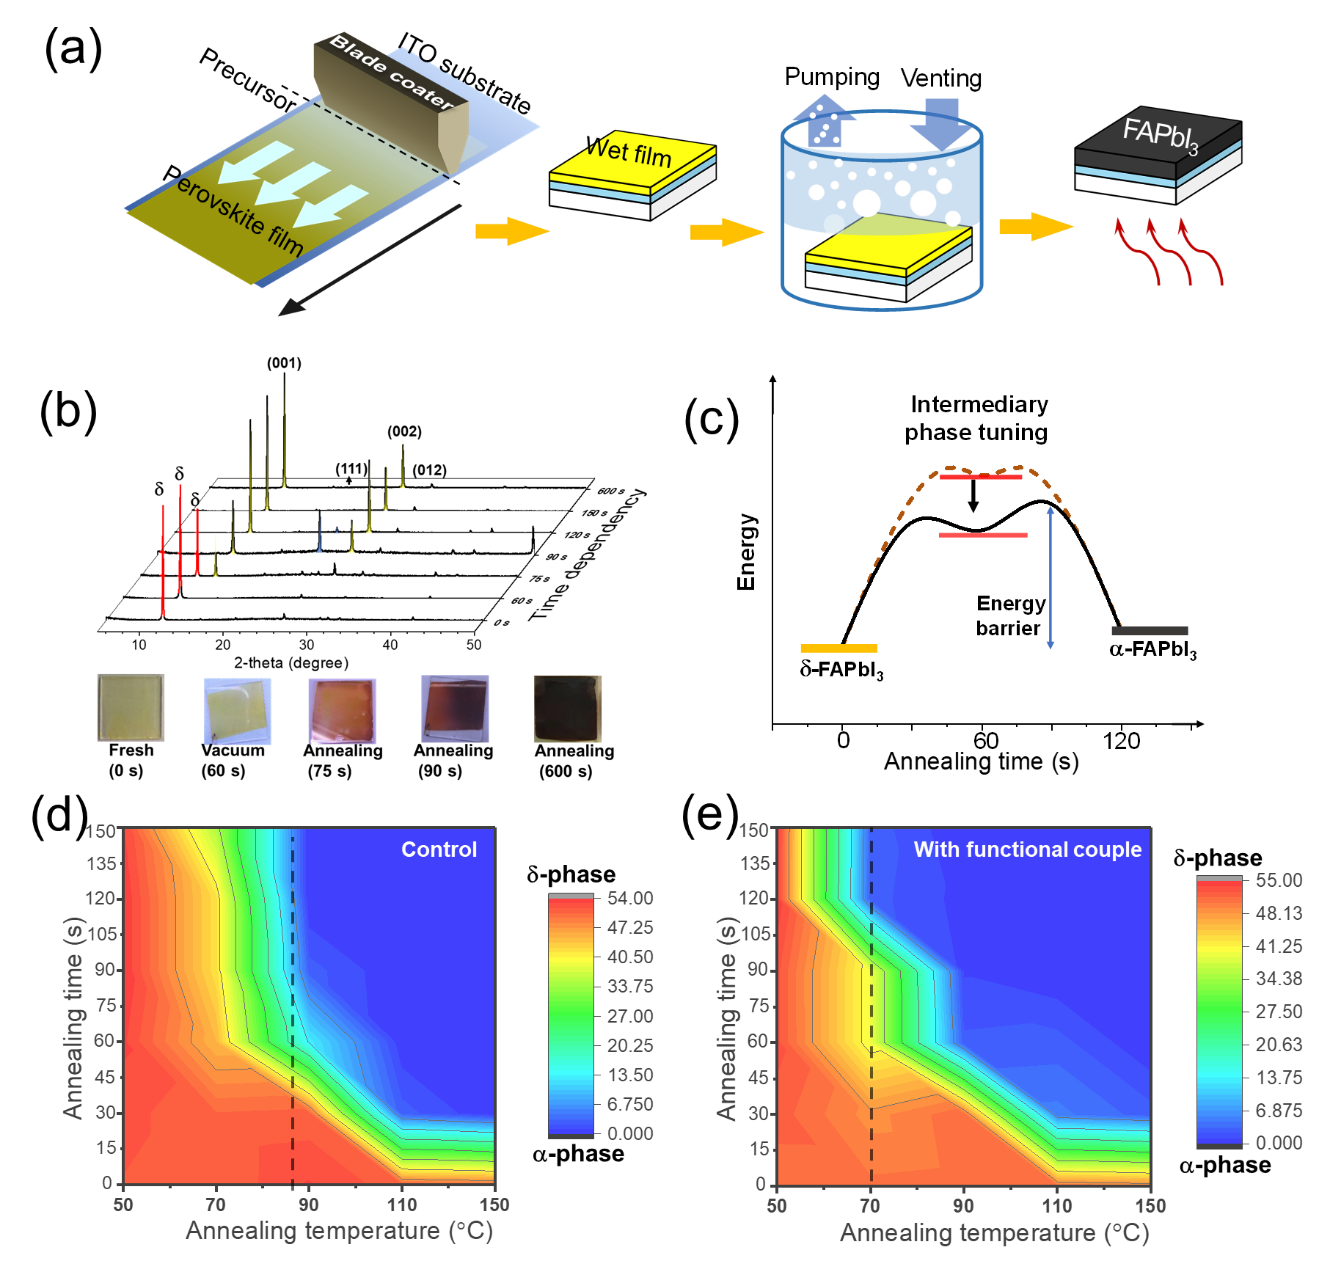 (a)
Precursor
Blade coater
ITO substrate
Perovskite film
Wet film
Pumping
Venting
FAPbI3
(b)
(001)
(002)
(111)
(012)
δ
δ
δ
600 s
150 s
120 s
90 s
75 s
60 s
0 s
Time dependency
10
20
30
40
50
2-theta (degree)
Fresh
(0 s)
Vacuum
(60 s)
Annealing
(75 s)
Annealing
(90 s)
Annealing
(600 s)
(c)
Intermediary
phase tuning
Energy
Energy
barrier
δ-FAPbI3
α-FAPbI3
0
60
120
Annealing time (s)
(d)
150
135
120
105
90
75
60
45
30
15
0
Annealing time (s)
Control
50
70
90
110
150
Annealing temperature (°C)
δ-phase
54.00
47.25
40.50
33.75
27.00
20.25
13.50
6.750
0.000
α-phase
(e)
150
135
120
105
90
75
60
45
30
15
0
Annealing time (s)
With functional couple
50
70
90
110
150
Annealing temperature (°C)
δ-phase
55.00
48.13
41.25
34.38
27.50
20.63
13.75
6.875
0.000
α-phase